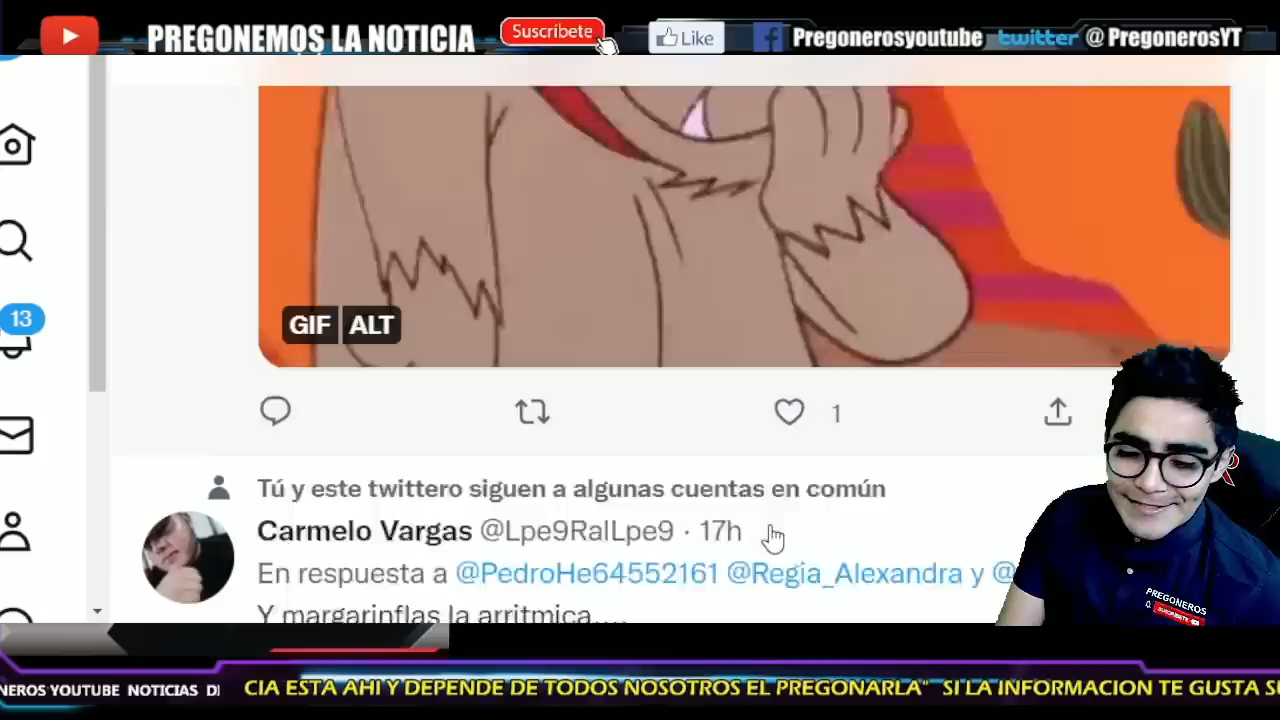 PREGONEMOS LA NOTICIA
Suscríbete
Like
Pregonerosyoutube
twitter @PregonerosYT
13
GIF ALT
1
Tú y este twittero siguen a algunas cuentas en común
Carmelo Vargas @Lpe9RalLpe9 · 17h
En respuesta a @PedroHe64552161 @Regia_Alexandra y @
Y margarinflas la arritmica....
PREGONEROS
SUSCRIBETE
NEROS YOUTUBE NOTICIAS DI
CIA ESTA AHI Y DEPENDE DE TODOS NOSOTROS EL PREGONARLA" SI LA INFORMACION TE GUSTA S